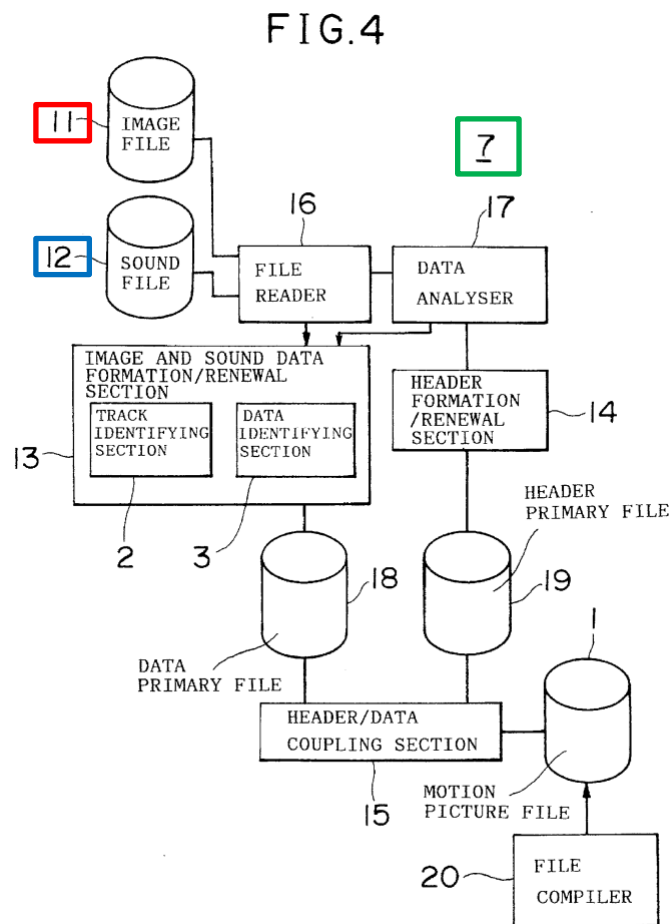 FIG.4
11
IMAGE
FILE
7
12
SOUND
FILE
16
FILE
READER
17
DATA
ANALYSER
IMAGE AND SOUND DATA
FORMATION/RENEWAL
SECTION
TRACK
IDENTIFYING
SECTION
DATA
IDENTIFYING
SECTION
13
2
3
HEADER
FORMATION
/RENEWAL
SECTION
14
HEADER
PRIMARY FILE
18
19
1
DATA
PRIMARY FILE
HEADER/DATA
COUPLING SECTION
15
MOTION
PICTURE FILE
20
FILE
COMPILER